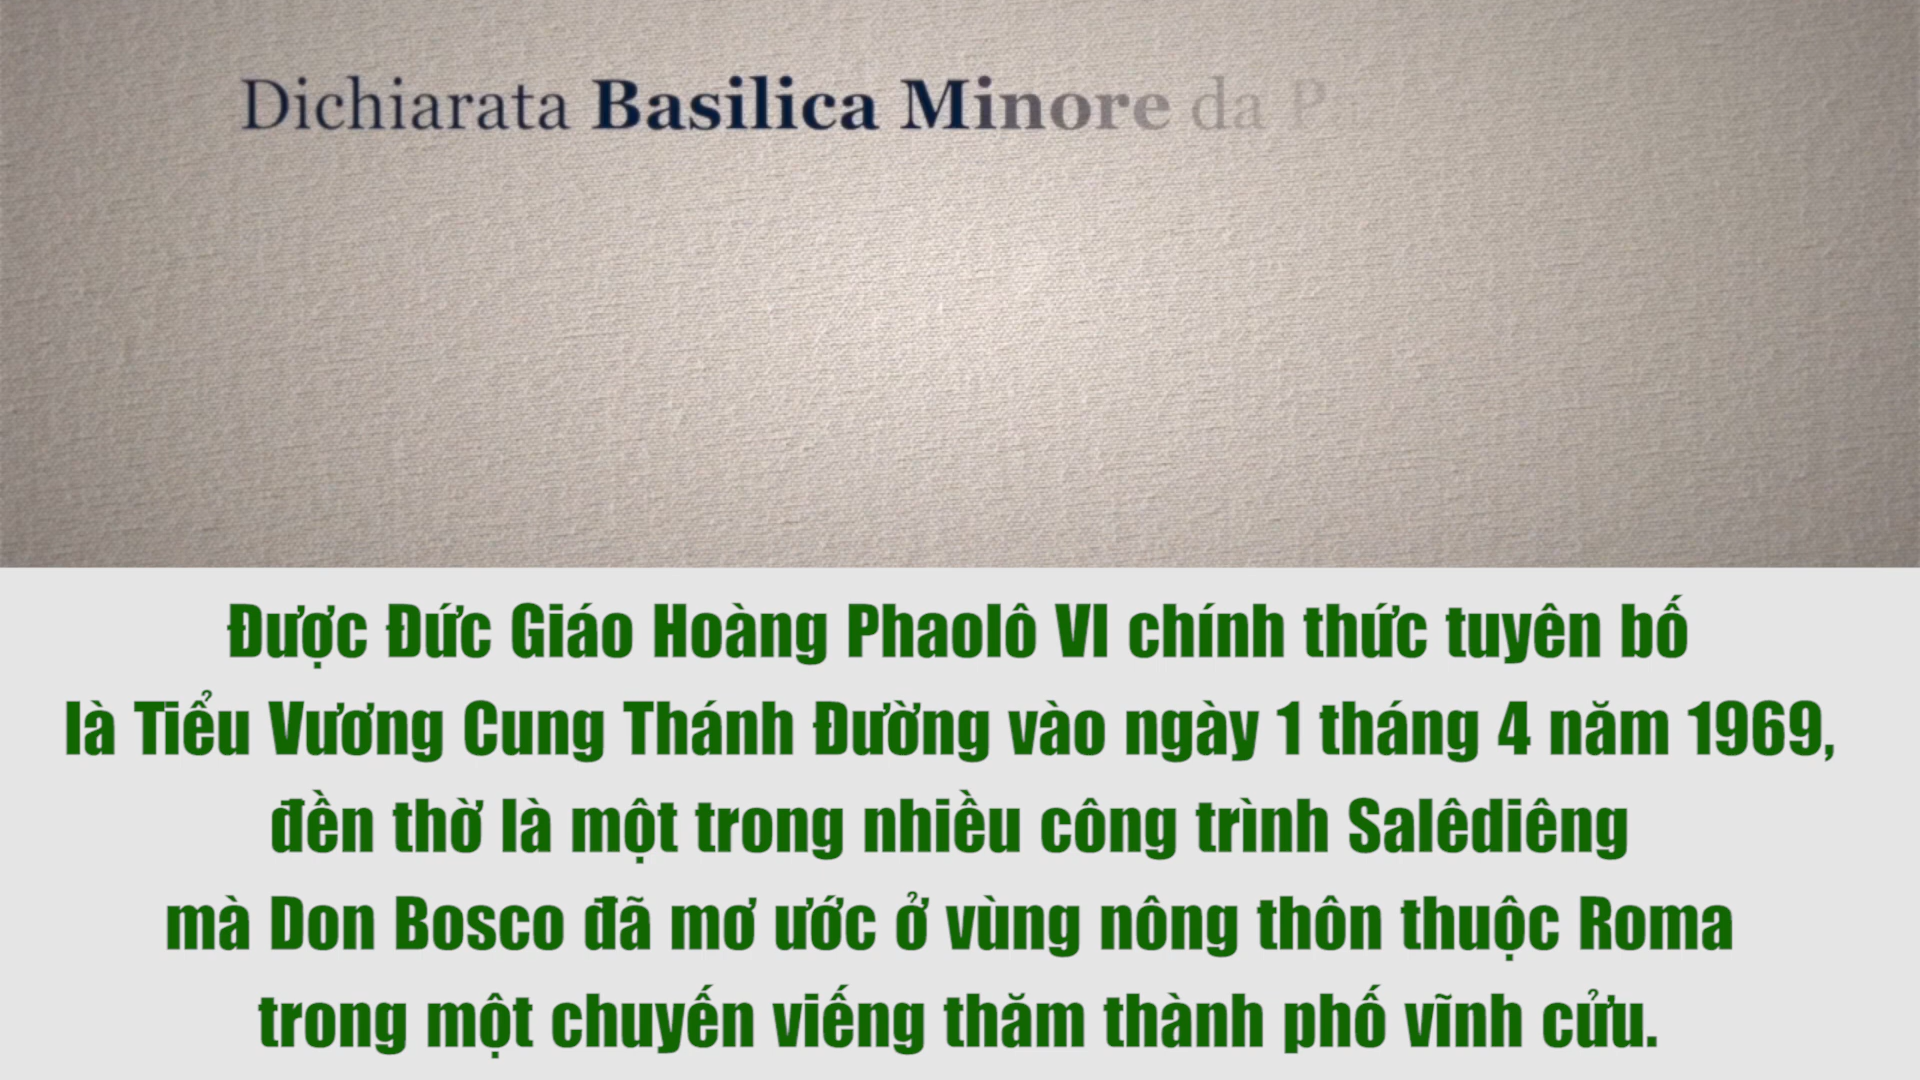 Dichiarata Basilica Minore da P
Được Đức Giáo Hoàng Phaolô VI chính thức tuyên bố
là Tiểu Vương Cung Thánh Đường vào ngày 1 tháng 4 năm 1969,
đền thờ là một trong nhiều công trình Salêdiêng
mà Don Bosco đã mơ ước ở vùng nông thôn thuộc Roma
trong một chuyến viếng thăm thành phố vĩnh cửu.